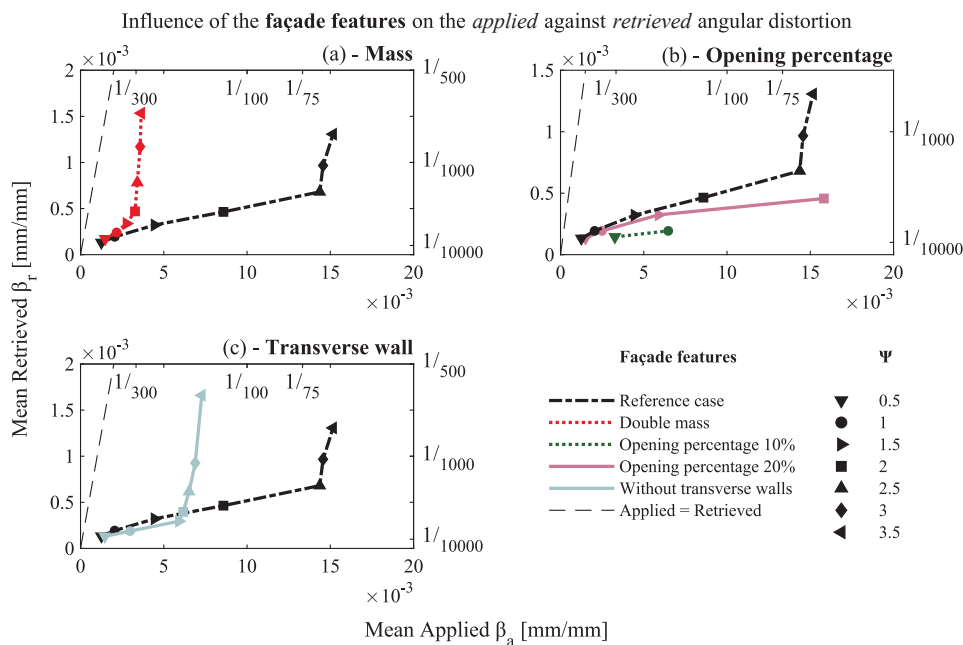 Influence of the façade features on the applied against retrieved angular distortion
(a) - Mass
×10⁻³
2
1.5
1
0.5
0
1/300
1/100
1/75
1/500
1/1000
1/10000
0 5 10 15 20
×10⁻³
(b) - Opening percentage
×10⁻³
1.5
1
0.5
0
1/300
1/100
1/75
1/1000
1/10000
0 5 10 15 20
×10⁻³
(c) - Transverse wall
×10⁻³
2
1.5
1
0.5
0
1/300
1/100
1/75
1/500
1/1000
1/10000
0 5 10 15 20
×10⁻³
Mean Retrieved βr [mm/mm]
Mean Applied βa [mm/mm]
Façade features Ψ
Reference case 0.5
Double mass 1
Opening percentage 10% 1.5
Opening percentage 20% 2
Without transverse walls 2.5
Applied = Retrieved 3
3.5